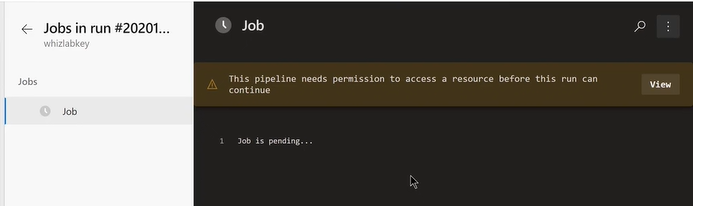 Jobs in run #20201...
whizlabkey
Jobs
Job
Job
This pipeline needs permission to access a resource before this run can
continue
View
1 Job is pending...